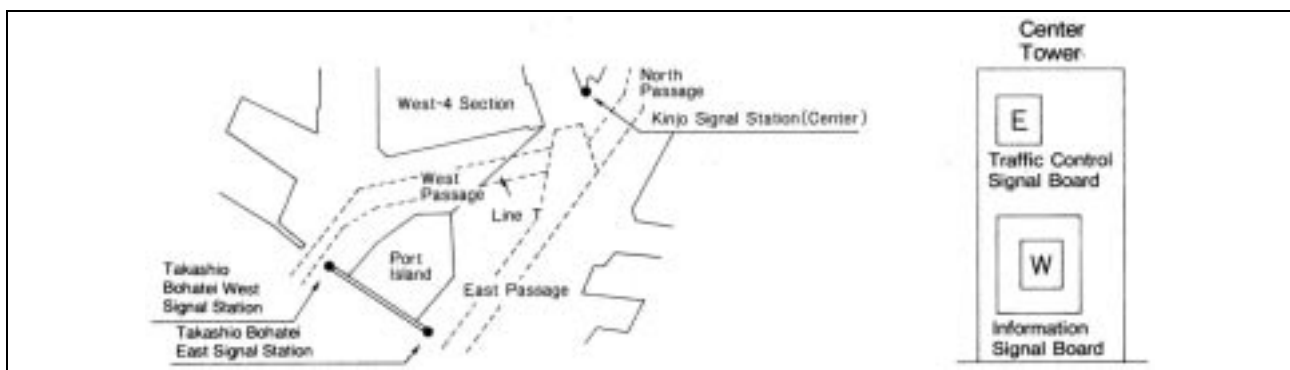 North
Passage
West-4 Section
Kinjo Signal Station (Center)
West
Passage
Line T
Port
Island
East Passage
Takashio
Bohatei West
Signal Station
Takashio Bohatei
East Signal Station
Center
Tower
E
Traffic Control
Signal Board
W
Information
Signal Board